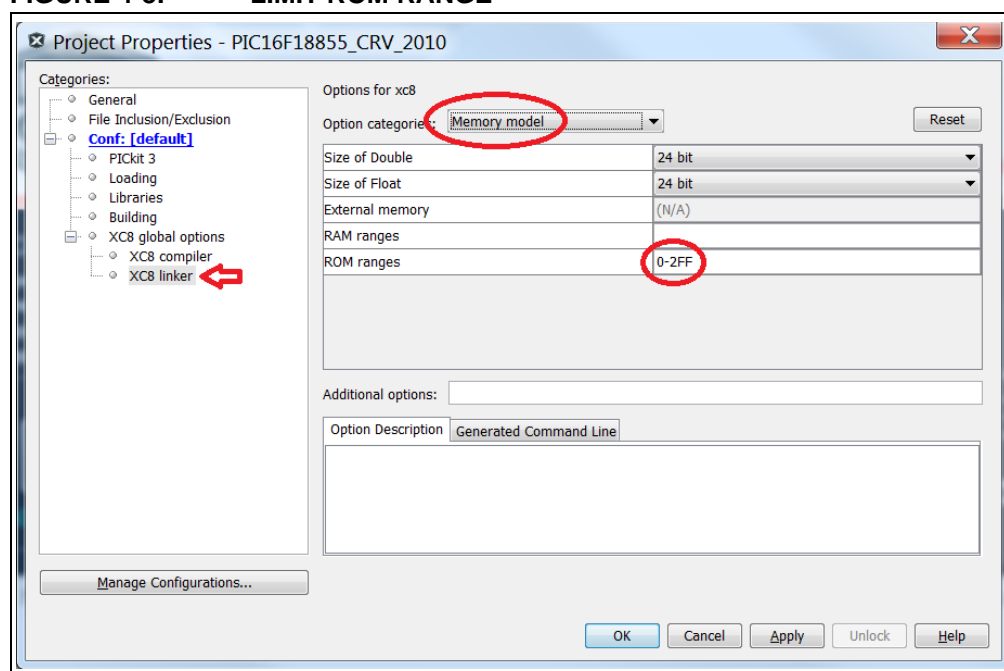 LIMIT ROM RANGE
Project Properties - PIC16F18855_CRV_2010
Categories:
General
File Inclusion/Exclusion
Conf: [default]
PICkit 3
Loading
Libraries
Building
XC8 global options
XC8 compiler
XC8 linker
Manage Configurations...
Options for xc8
Option categories: Memory model
Reset
Size of Double 24 bit
Size of Float 24 bit
External memory (N/A)
RAM ranges
ROM ranges 0-2FF
Additional options:
Option Description Generated Command Line
OK Cancel Apply Unlock Help